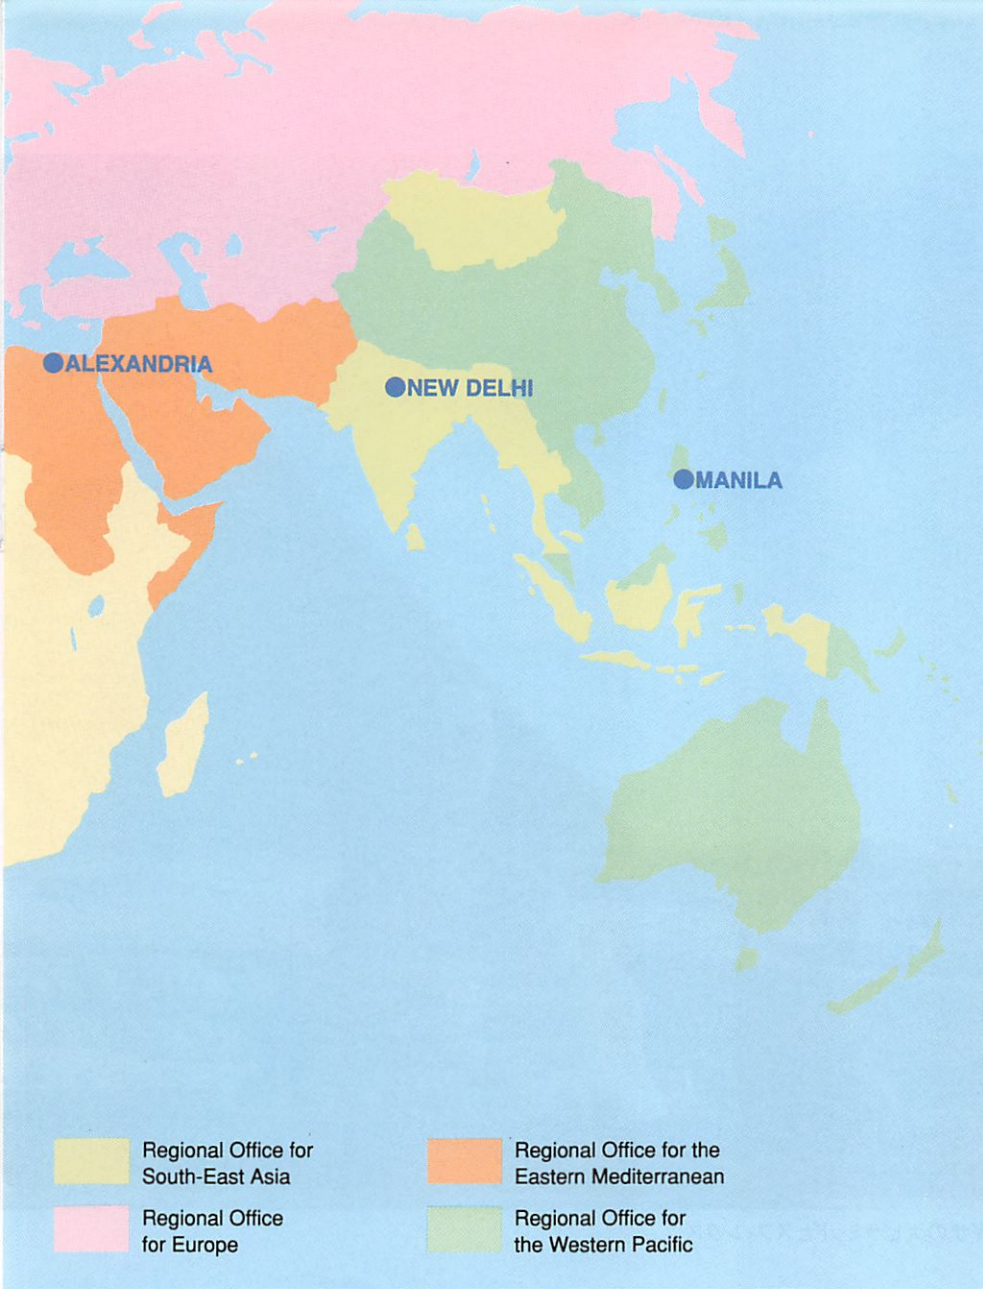 ALEXANDRIA
NEW DELHI
MANILA
Regional Office for
South-East Asia
Regional Office for the
Eastern Mediterranean
Regional Office
for Europe
Regional Office for
the Western Pacific